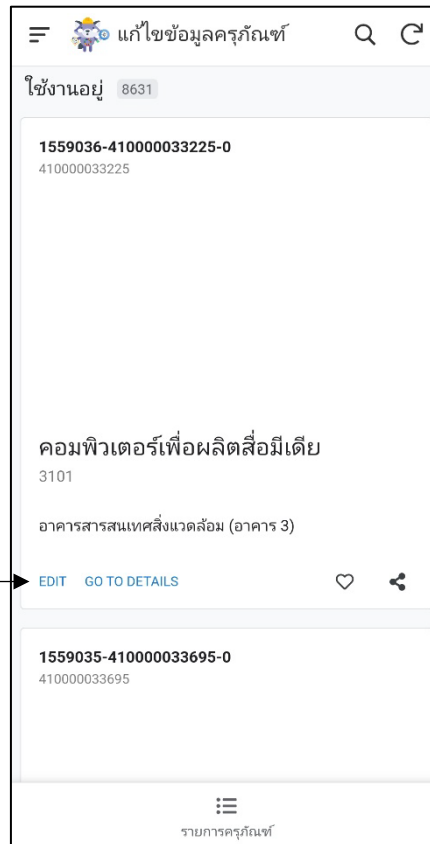 แก้ไขข้อมูลครุภัณฑ์
ใช้งานอยู่ 8631
1559036-410000033225-0
410000033225
คอมพิวเตอร์เพื่อผลิตสื่อมีเดีย
3101
อาคารสารสนเทศสิ่งแวดล้อม (อาคาร 3)
EDIT GO TO DETAILS
1559035-410000033695-0
410000033695
รายการครุภัณฑ์